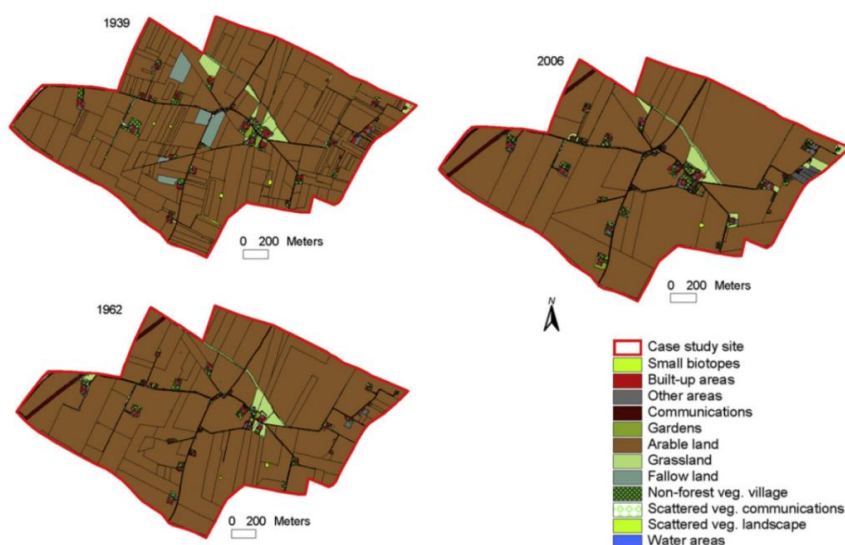 1939
2006
0 200 Meters
0 200 Meters
1962
N
0 200 Meters
Case study site
Small biotopes
Built-up areas
Other areas
Communications
Gardens
Arable land
Grassland
Fallow land
Non-forest veg. village
Scattered veg. communications
Scattered veg. landscape
Water areas